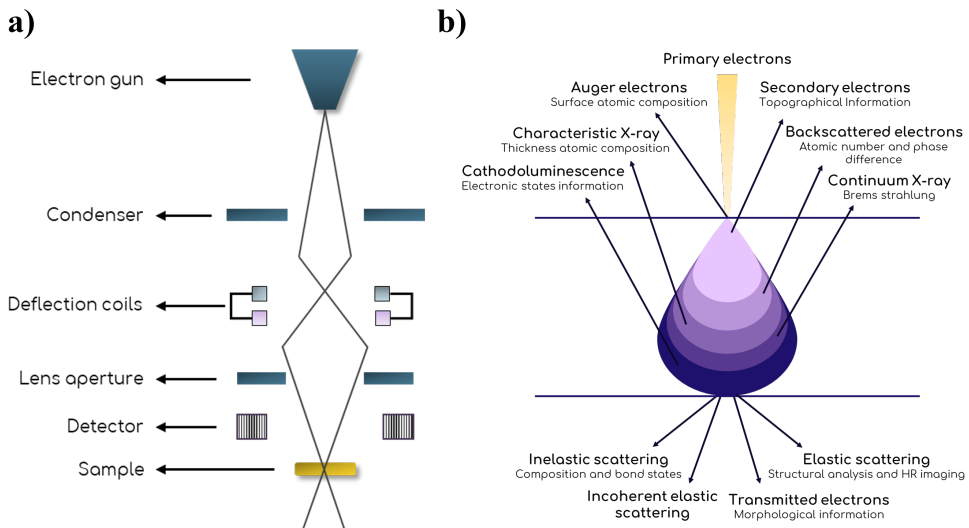 a)
Electron gun
Condenser
Deflection coils
Lens aperture
Detector
Sample
b)
Primary electrons
Auger electrons
Surface atomic composition
Secondary electrons
Topographical Information
Characteristic X-ray
Thickness atomic composition
Backscattered electrons
Atomic number and phase
difference
Cathodoluminescence
Electronic states information
Continuum X-ray
Brems strahlung
Inelastic scattering
Composition and bond states
Elastic scattering
Structural analysis and HR imaging
Incoherent elastic
scattering
Transmitted electrons
Morphological information